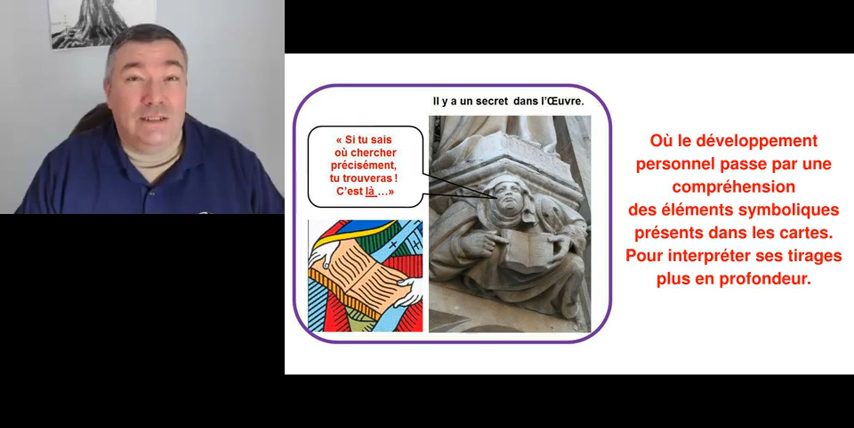 Il y a un secret dans l'Œuvre.
« Si tu sais
où chercher
précisément,
tu trouveras !
C'est là ...»
Où le développement
personnel passe par une
compréhension
des éléments symboliques
présents dans les cartes.
Pour interpréter ses tirages
plus en profondeur.